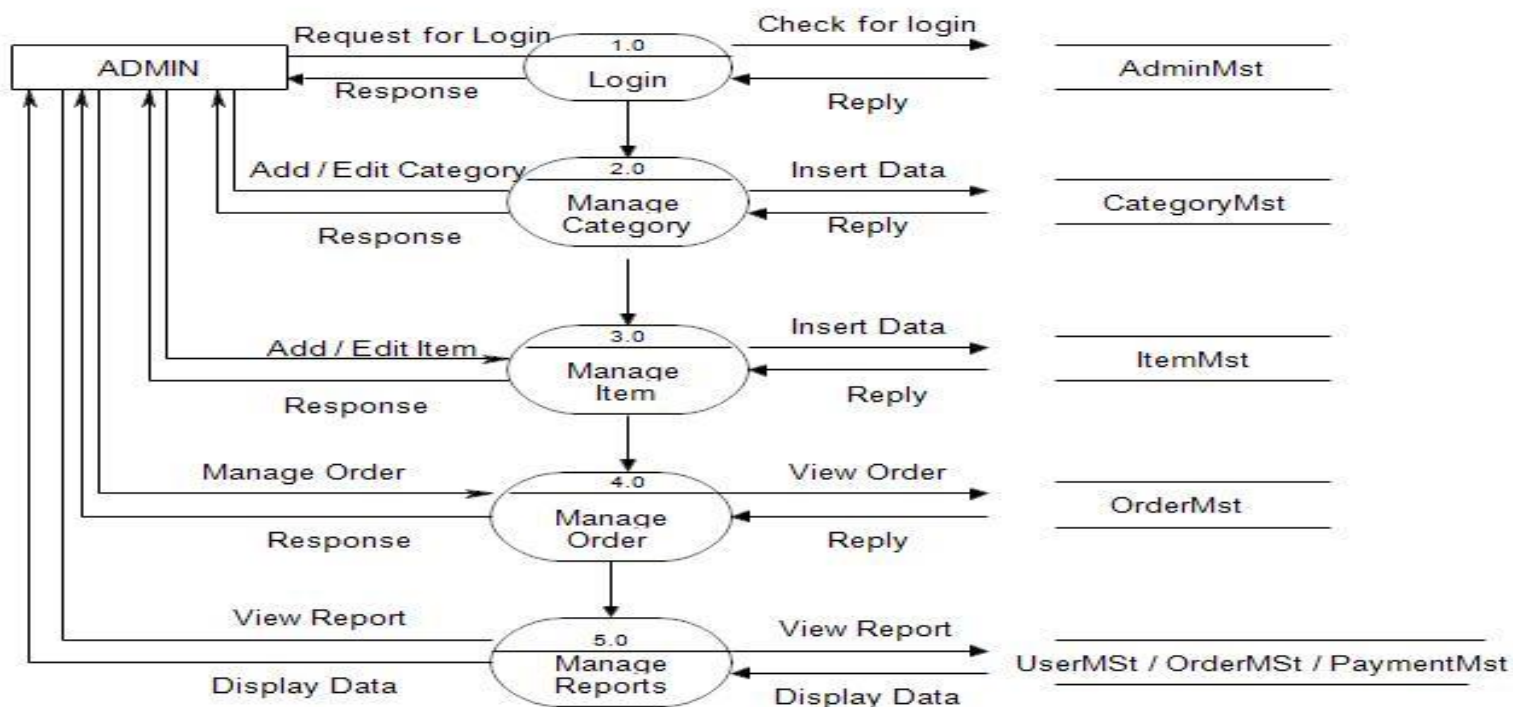 Request for Login
1.0
Check for login
ADMIN
Login
AdminMst
Response
Reply
Add / Edit Category
2.0
Insert Data
Manage
Category
CategoryMst
Response
Reply
Add / Edit Item
3.0
Insert Data
Manage
Item
ItemMst
Response
Reply
Manage Order
4.0
View Order
Manage
Order
OrderMst
Response
Reply
View Report
5.0
View Report
Manage
Reports
UserMSt / OrderMSt / PaymentMst
Display Data
Display Data